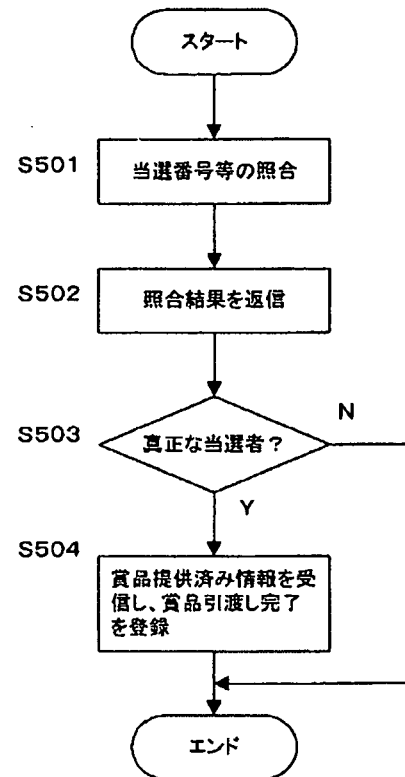 スタート
S501
当選番号等の照合
S502
照合結果を返信
S503
真正な当選者？
N
Y
S504
賞品提供済み情報を受
信し、賞品引渡し完了
を登録
エンド